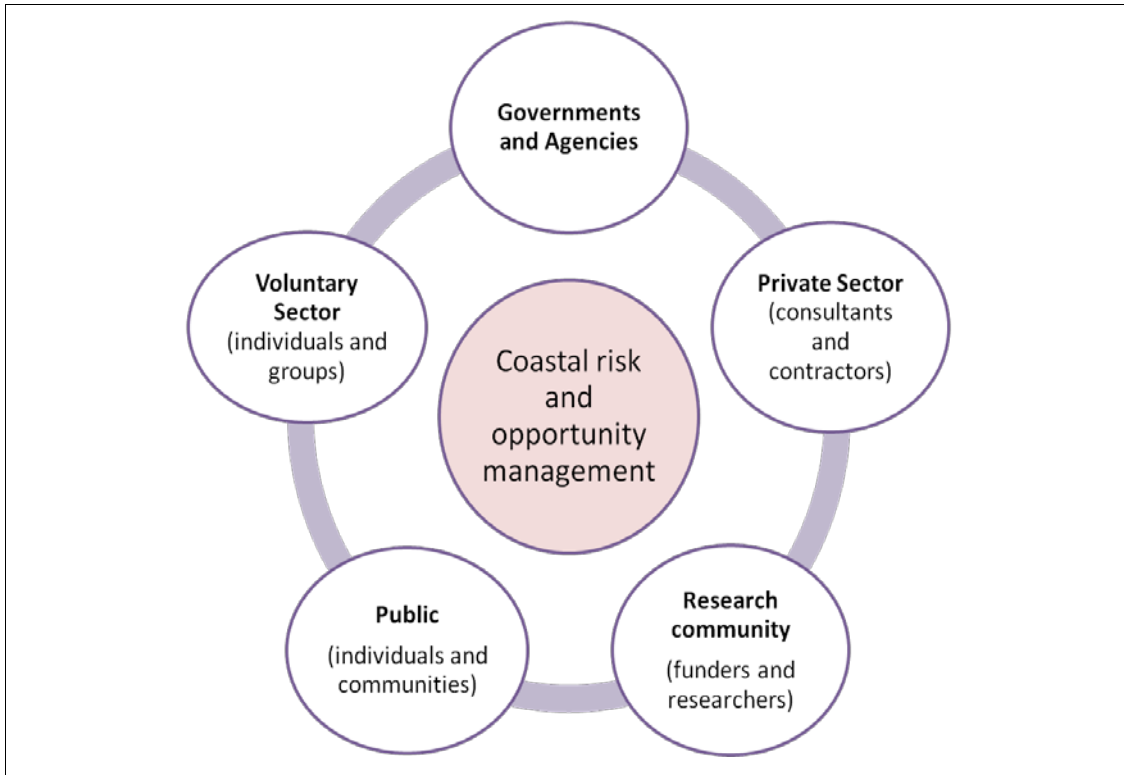 Governments
and Agencies
Private Sector
(consultants
and
contractors)
Research
community
(funders and
researchers)
Public
(individuals and
communities)
Voluntary
Sector
(individuals and
groups)
Coastal risk
and
opportunity
management